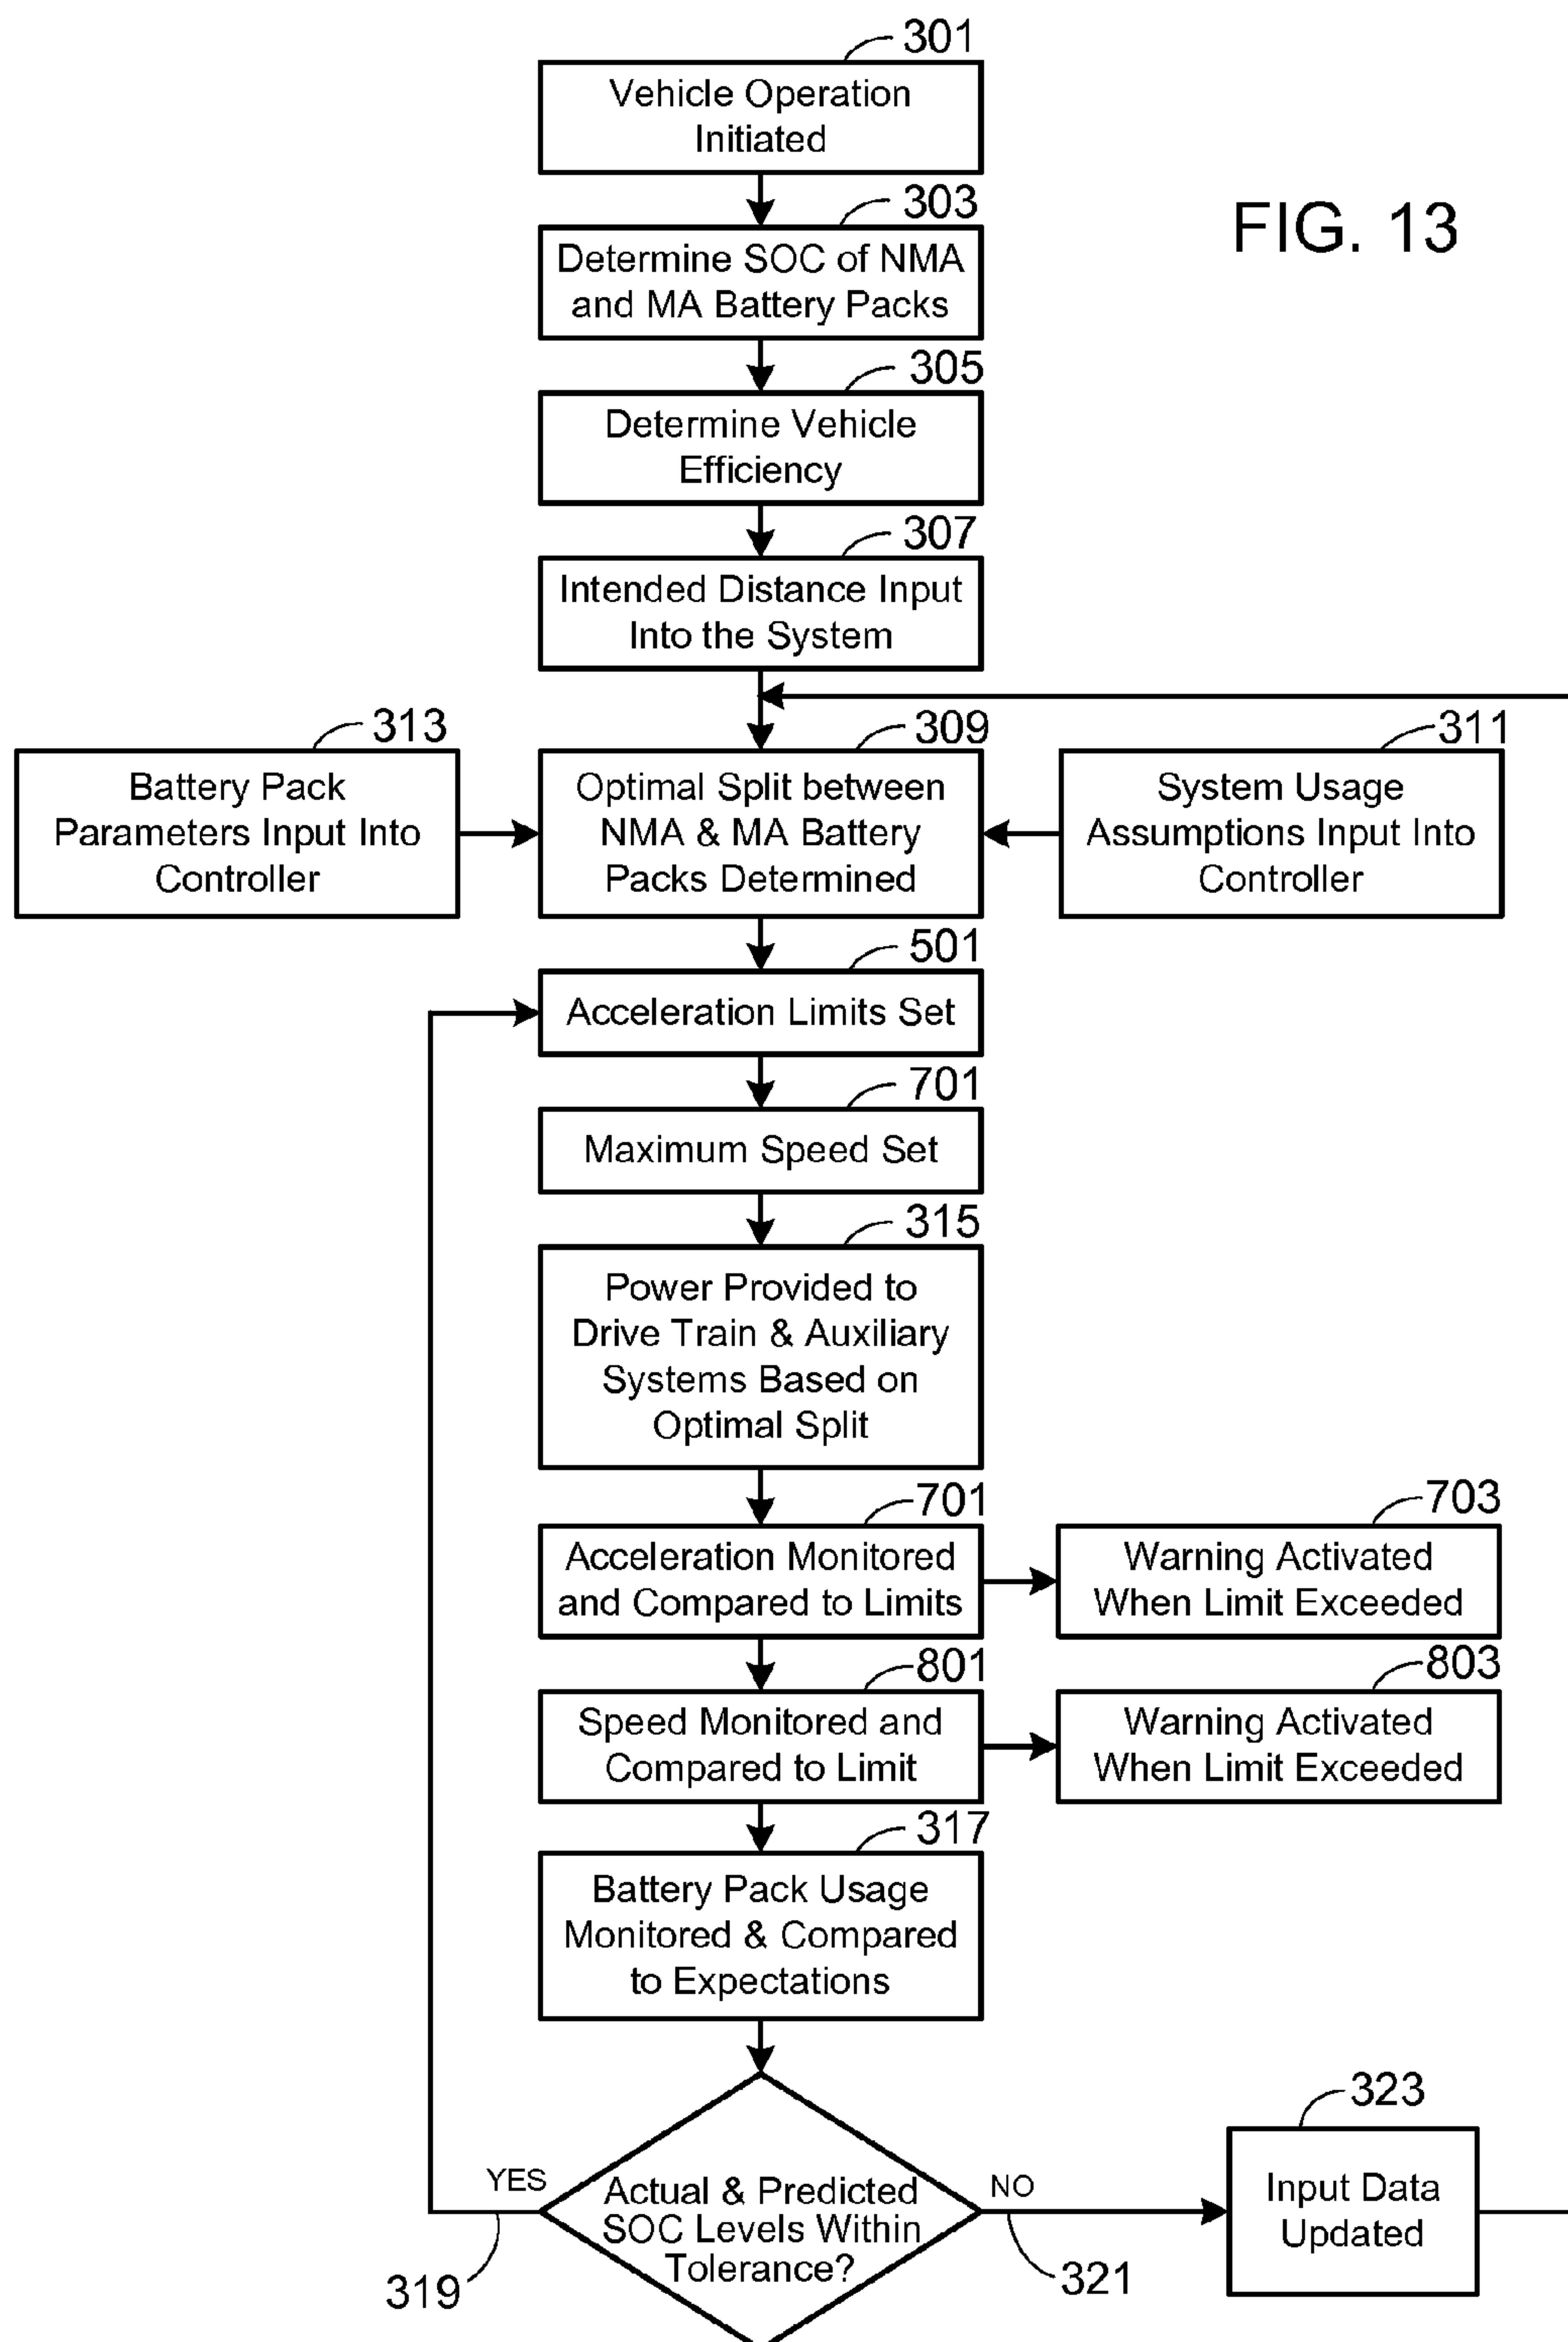 301
Vehicle Operation
Initiated
303
FIG. 13
Determine SOC of NMA
and MA Battery Packs
305
Determine Vehicle
Efficiency
307
Intended Distance Input
Into the System
313
309
311
Battery Pack
Parameters Input Into
Controller
Optimal Split between
NMA & MA Battery
Packs Determined
System Usage
Assumptions Input Into
Controller
501
Acceleration Limits Set
701
Maximum Speed Set
315
Power Provided to
Drive Train & Auxiliary
Systems Based on
Optimal Split
701
703
Acceleration Monitored
and Compared to Limits
Warning Activated
When Limit Exceeded
801
803
Speed Monitored and
Compared to Limit
Warning Activated
When Limit Exceeded
317
Battery Pack Usage
Monitored & Compared
to Expectations
323
YES
Actual & Predicted
SOC Levels Within
Tolerance?
NO
Input Data
Updated
319
321